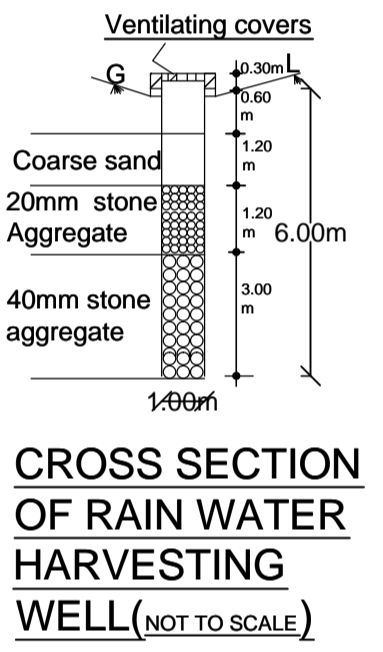 Ventilating covers
G
0.30m L
0.60
m
1.20
m
Coarse sand
20mm stone
Aggregate
1.20
m
6.00m
40mm stone
aggregate
3.00
m
1.00m
CROSS SECTION
OF RAIN WATER
HARVESTING
WELL(NOT TO SCALE)